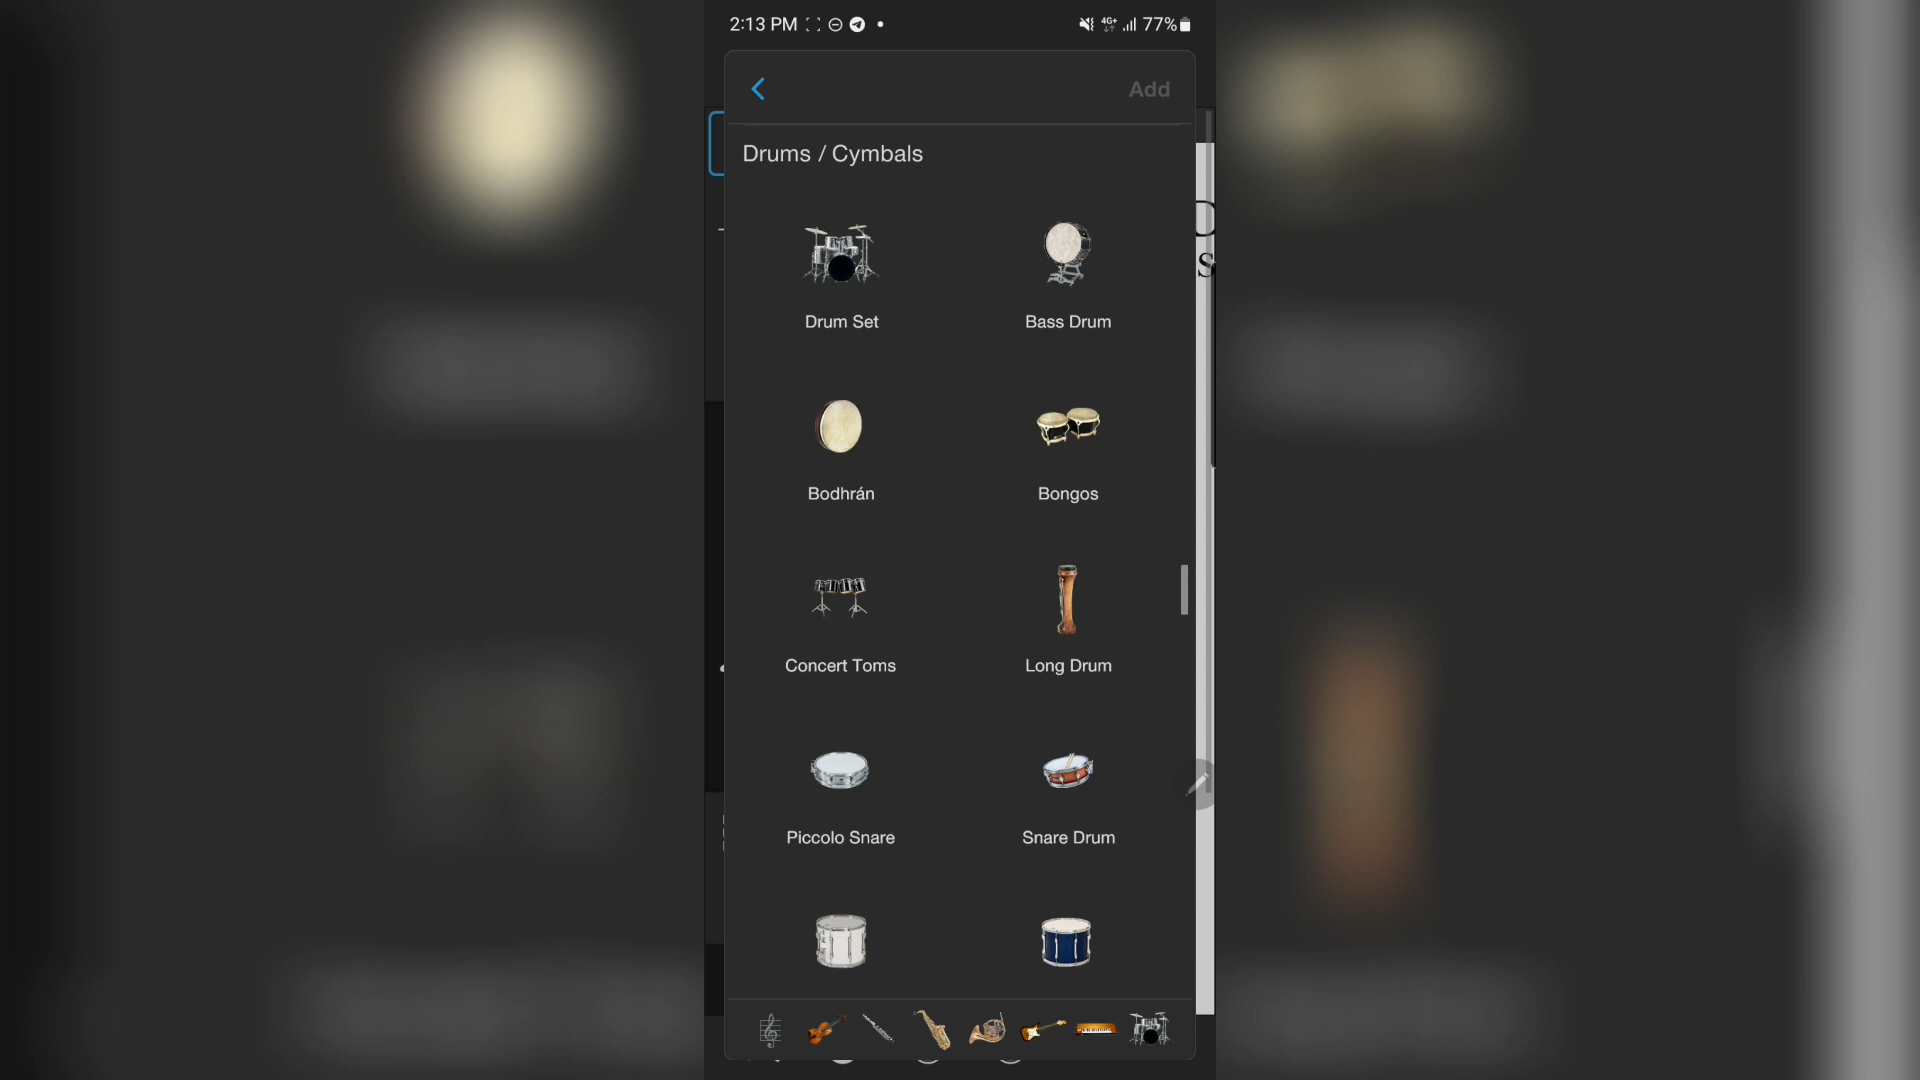 2:13 PM
4G+
77%
Add
Drums / Cymbals
Drum Set
Bass Drum
Bodhrán
Bongos
Concert Toms
Long Drum
Piccolo Snare
Snare Drum